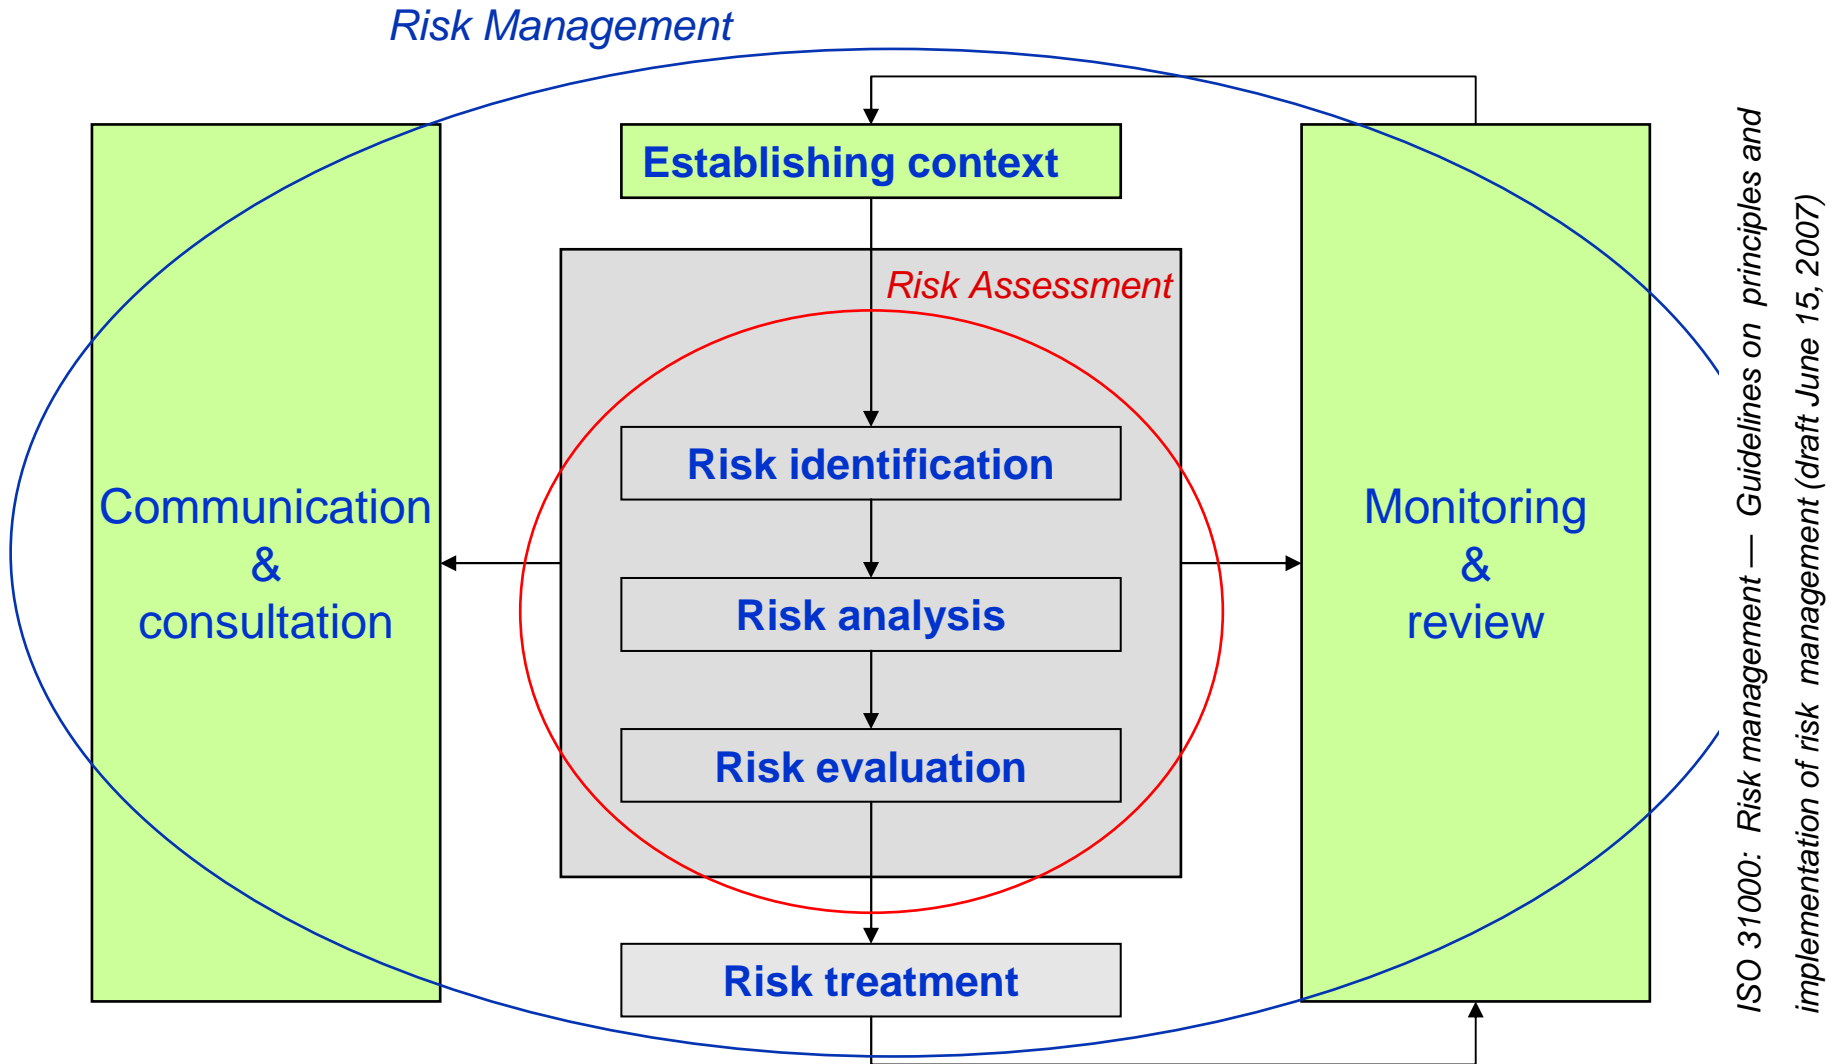 Risk Management
Establishing context
Risk Assessment
Risk identification
Communication
&
consultation
Risk analysis
Monitoring
&
review
Risk evaluation
Risk treatment
ISO 31000: Risk management — Guidelines on principles and
implementation of risk management (draft June 15, 2007)